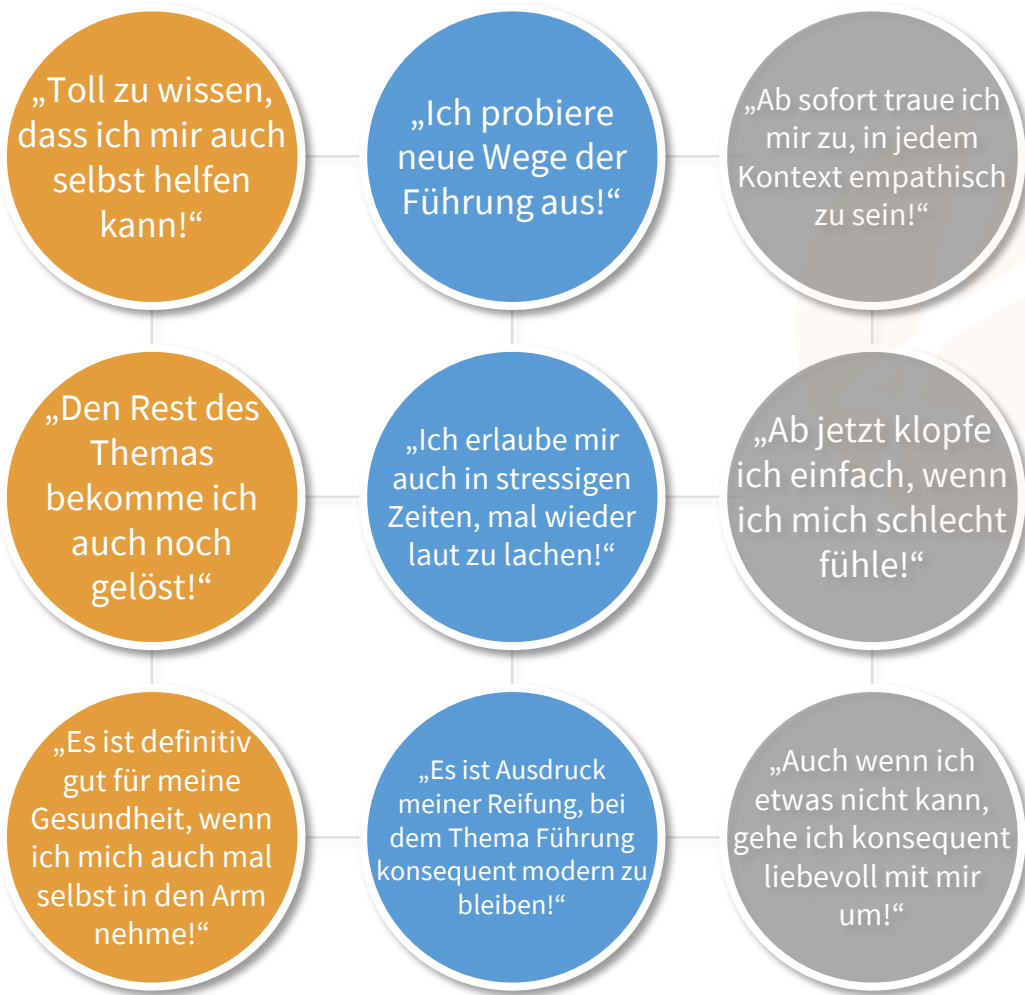 „Toll zu wissen,
dass ich mir auch
selbst helfen
kann!“
„Ich probiere
neue Wege der
Führung aus!“
„Ab sofort traue ich
mir zu, in jedem
Kontext empathisch
zu sein!“
„Den Rest des
Themas
bekomme ich
auch noch
gelöst!“
„Ich erlaube mir
auch in stressigen
Zeiten, mal wieder
laut zu lachen!“
„Ab jetzt klopfe
ich einfach, wenn
ich mich schlecht
fühle!“
„Es ist definitiv
gut für meine
Gesundheit, wenn
ich mich auch mal
selbst in den Arm
nehme!“
„Es ist Ausdruck
meiner Reifung, bei
dem Thema Führung
konsequent modern zu
bleiben!“
„Auch wenn ich
etwas nicht kann,
gehe ich konsequent
liebevoll mit mir
um!“